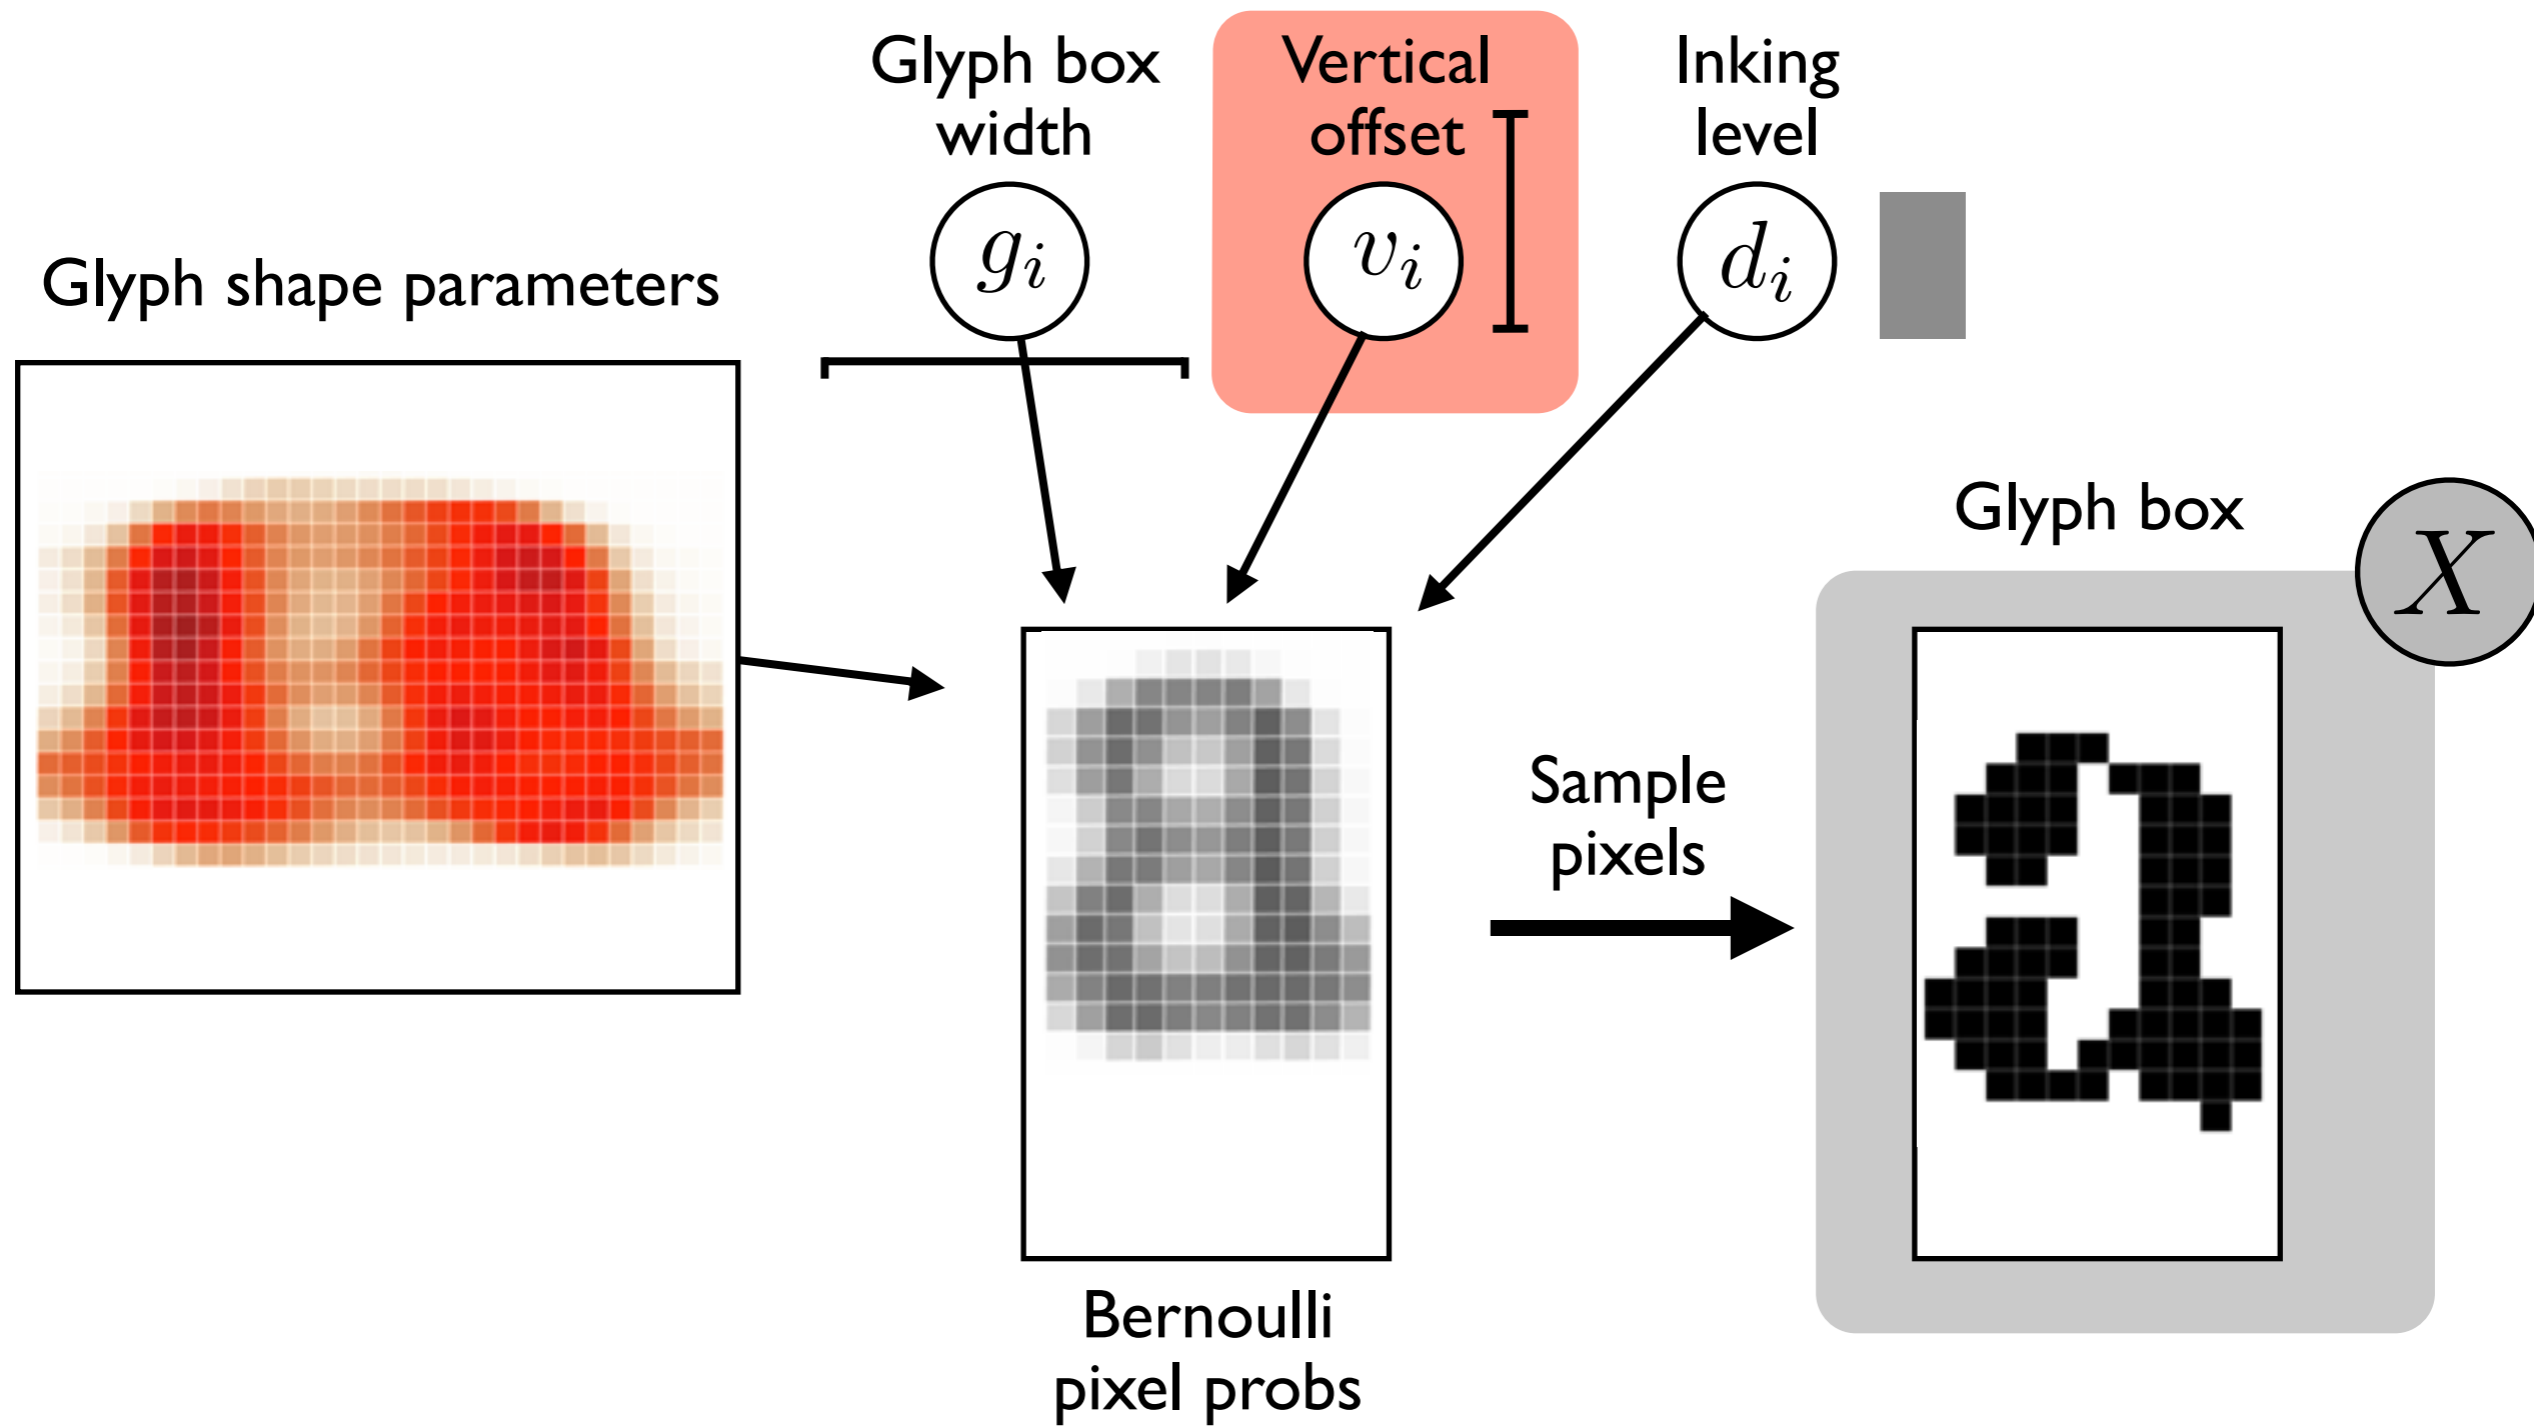 Glyph box
width
g_i
Vertical
offset
v_i
Inking
level
d_i
Glyph shape parameters
Glyph box
X
Sample
pixels
Bernoulli
pixel probs